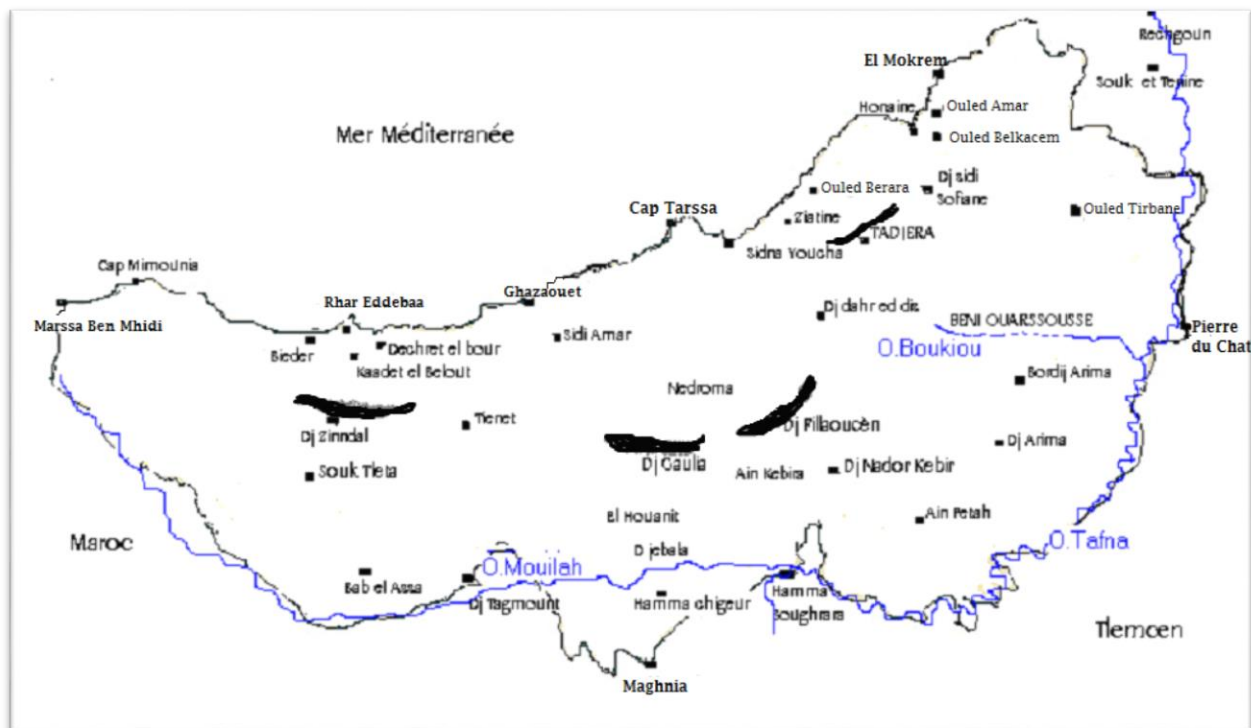 Rechgoun
El Mokrem
Souk et Tenine
Honaine
Ouled Amar
Mer Méditerranée
Ouled Belkacem
Dj sidi
Sofiane
Ouled Berara
Cap Tarssa
Ziatine
Ouled Tirbane
TADJERA
Sidna Youcha
Cap Mimounia
Ghazaouet
Rhar Eddebaa
Marssa Ben Mhidi
Dj dahr ed dis
BENI OUARSSOUSSE
Pierre
du Chat
Sidi Amar
O.Boukiou
Dechret el bour
Bieder
Kaadet el Belout
Bordij Arima
Nedroma
Dj Fillaoucèn
Tienet
Dj Zinndal
Dj Arima
Dj Gaulia
Ain Kebira
Dj Nador Kebir
Souk Tleta
El Houanit
Ain Fetah
Maroc
Djebala
O.Tafna
O.Mouilah
Bab el Assa
Hamma
Boughrara
Dj Tagmount
Hamma chigeur
Tlemcen
Maghnia